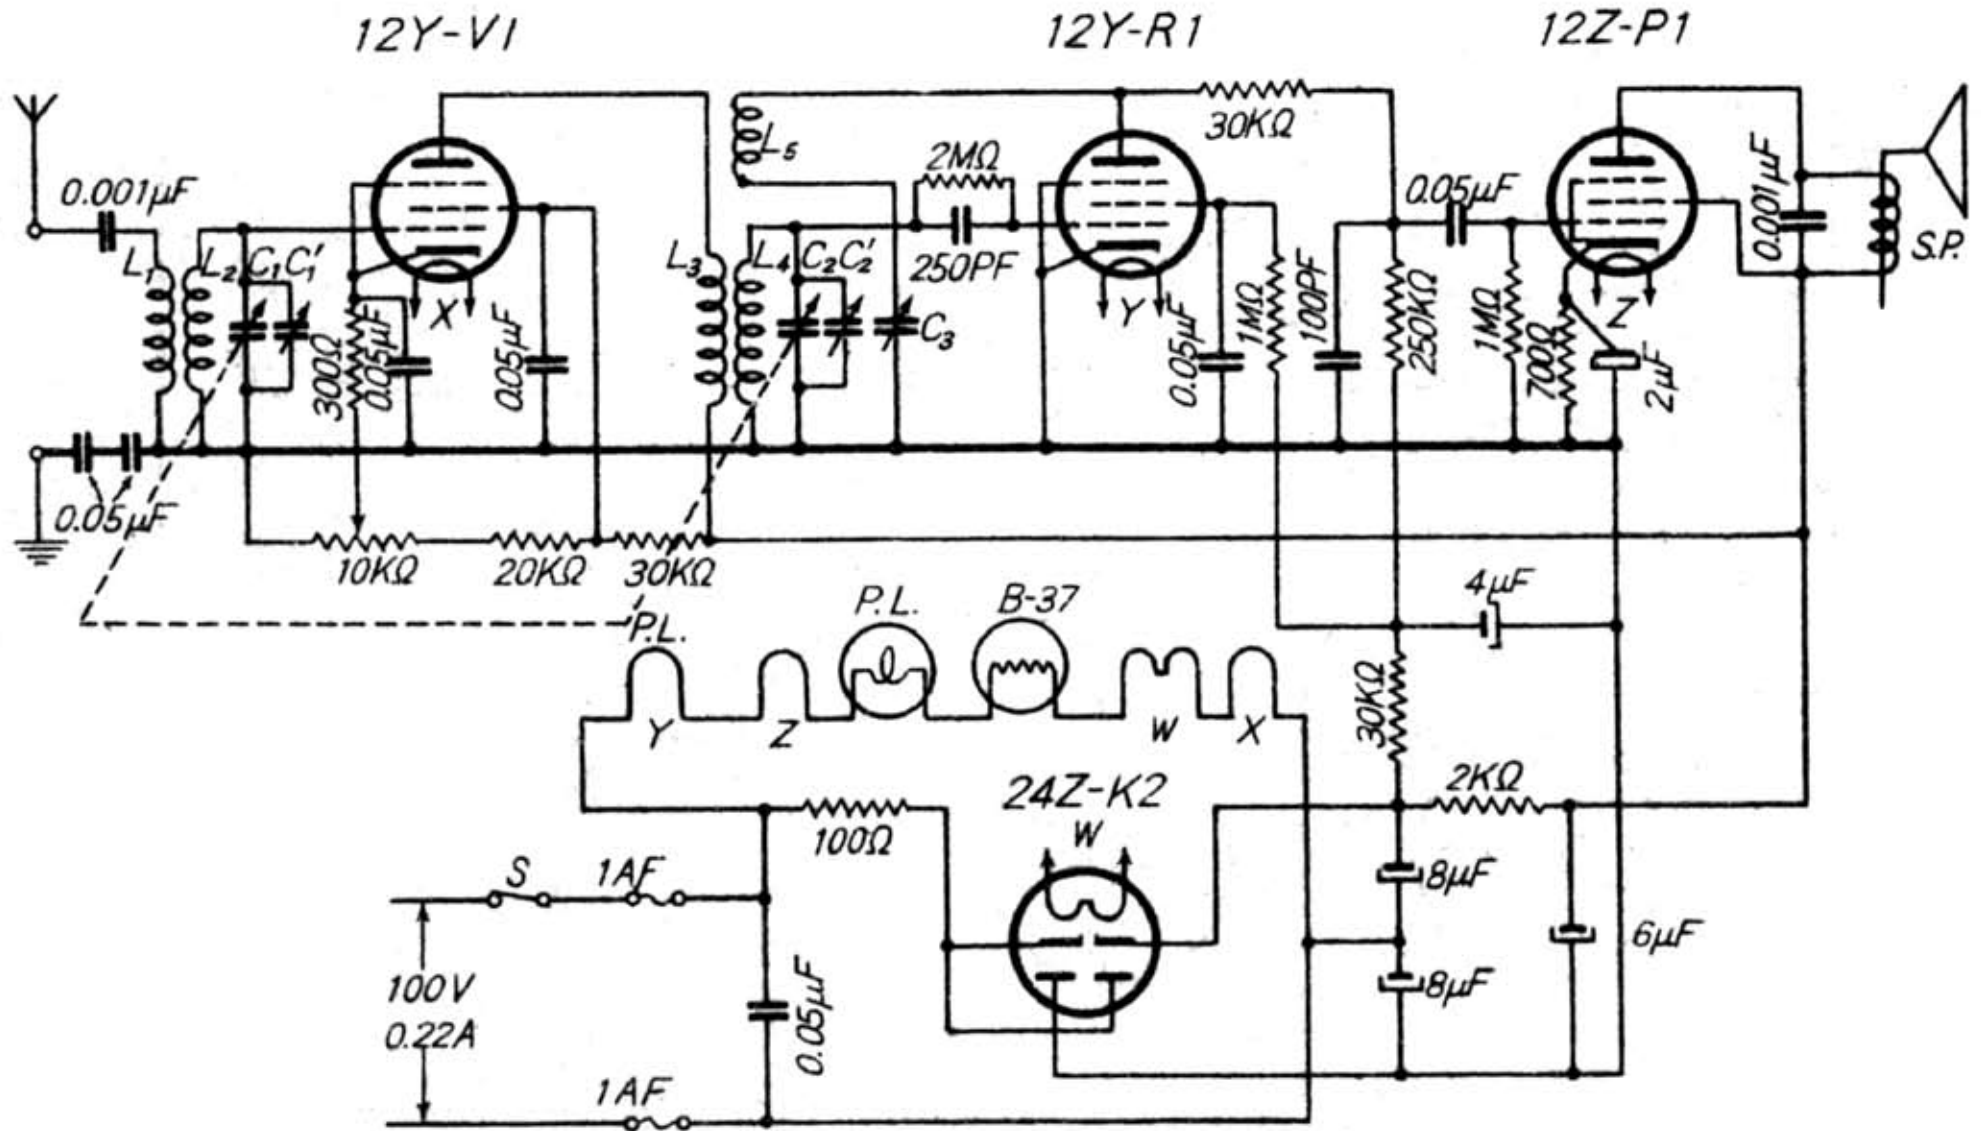 12Y-V1
12Y-R1
12Z-P1
0.001μF
L₁
L₂
C₁
C₁'
300Ω
0.05μF
X
0.05μF
0.05μF
10KΩ
20KΩ
30KΩ
L₃
L₅
L₄
C₂
C₂'
C₃
2MΩ
250PF
Y
30KΩ
0.05μF
1MΩ
100PF
250KΩ
0.05μF
1MΩ
700Ω
Z
2μF
0.001μF
S.P.
P.L.
P.L.
B-37
4μF
Y
Z
W
X
30KΩ
2KΩ
24Z-K2
W
100Ω
S
1AF
100V
0.22A
0.05μF
1AF
8μF
8μF
6μF